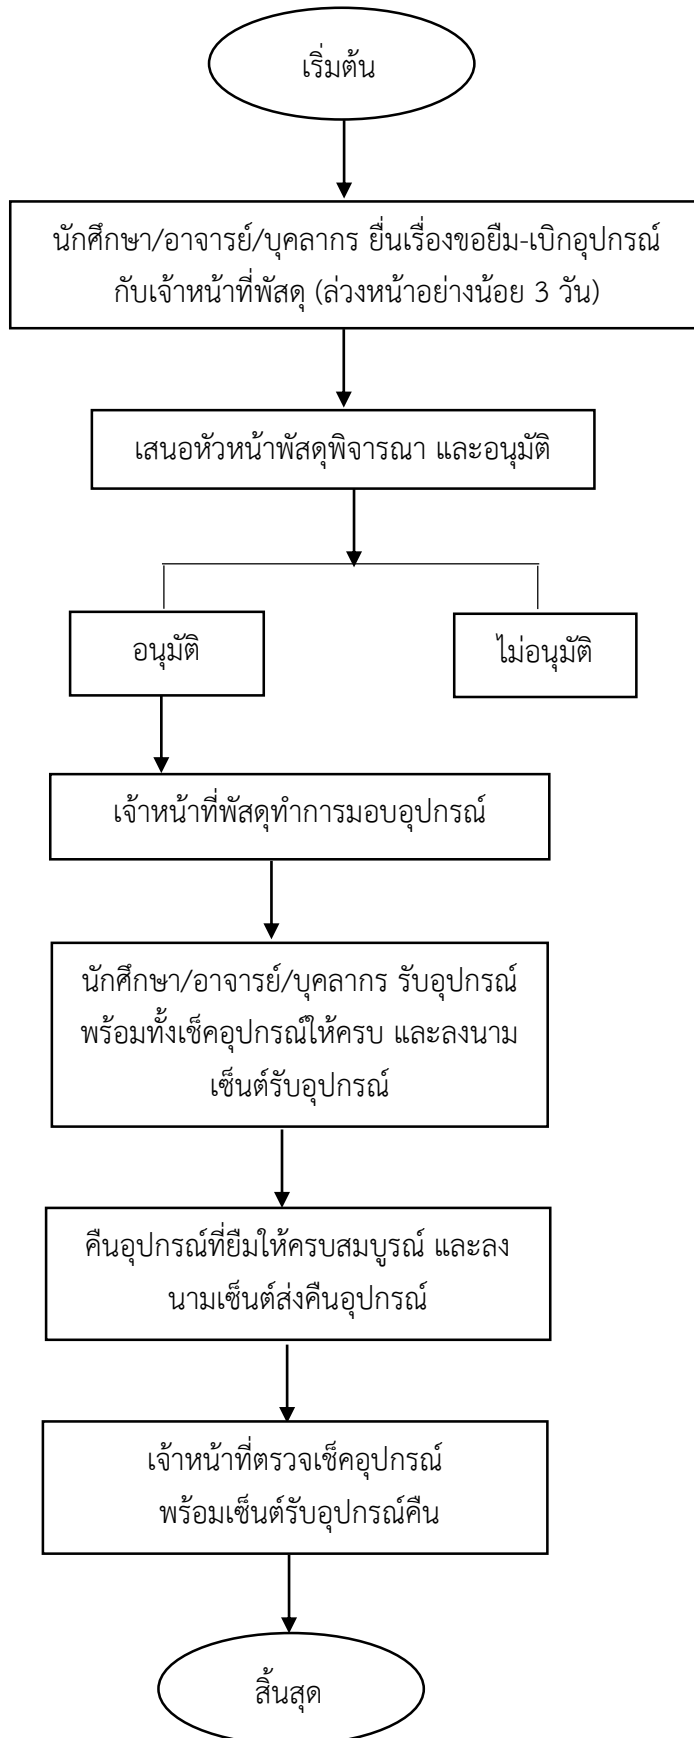 เริ่มต้น
นักศึกษา/อาจารย์/บุคลากร ยื่นเรื่องขอยืม-เบิกอุปกรณ์
กับเจ้าหน้าที่พัสดุ (ล่วงหน้าอย่างน้อย 3 วัน)
เสนอหัวหน้าพัสดุพิจารณา และอนุมัติ
อนุมัติ
ไม่อนุมัติ
เจ้าหน้าที่พัสดุทำการมอบอุปกรณ์
นักศึกษา/อาจารย์/บุคลากร รับอุปกรณ์
พร้อมทั้งเช็คอุปกรณ์ให้ครบ และลงนาม
เซ็นต์รับอุปกรณ์
คืนอุปกรณ์ที่ยืมให้ครบสมบูรณ์ และลง
นามเซ็นต์ส่งคืนอุปกรณ์
เจ้าหน้าที่ตรวจเช็คอุปกรณ์
พร้อมเซ็นต์รับอุปกรณ์คืน
สิ้นสุด